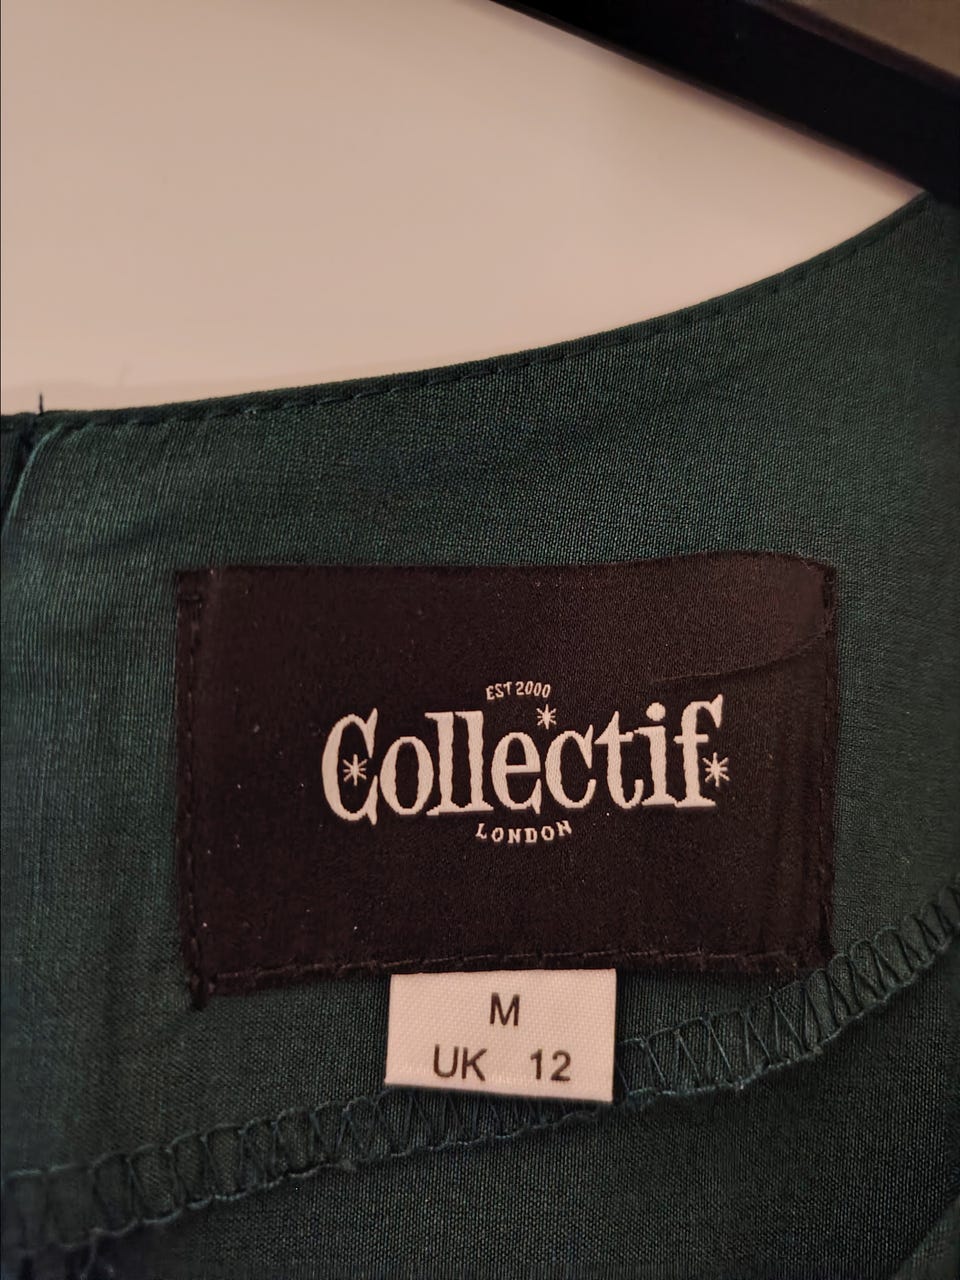 EST 2000
Collectif
LONDON
M
UK 12